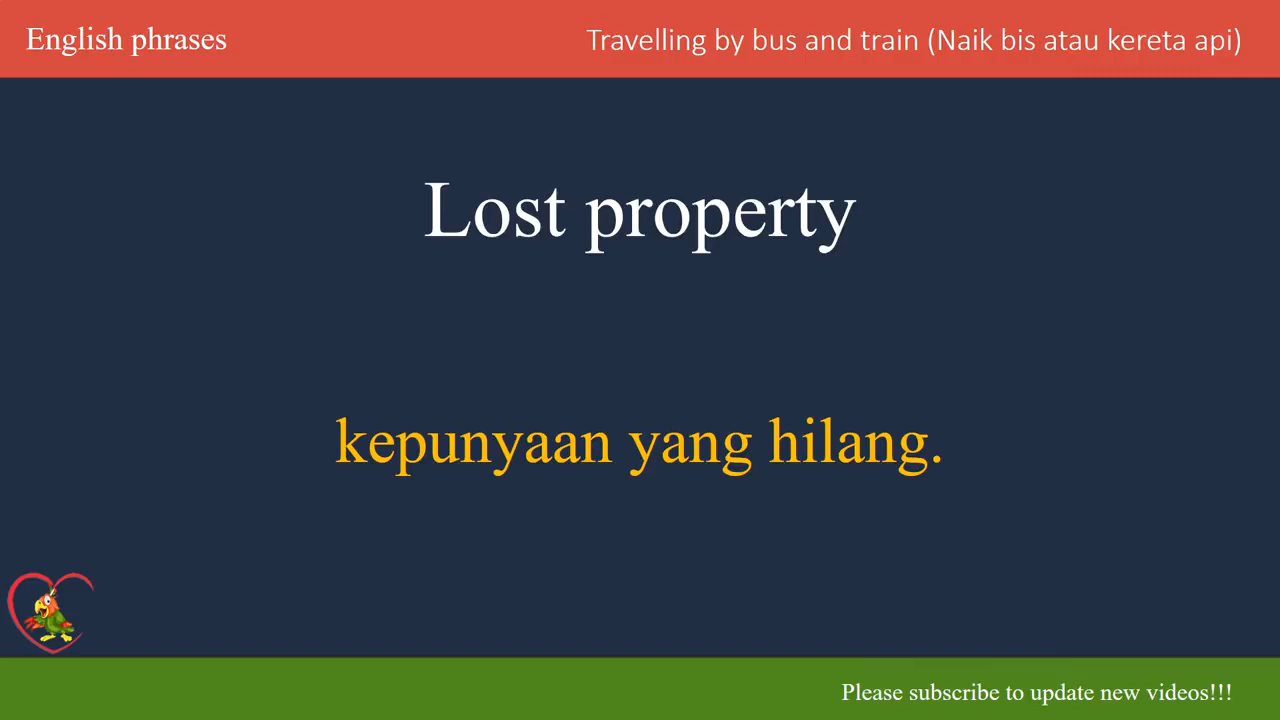 English phrases
Travelling by bus and train (Naik bis atau kereta api)
Lost property
kepunyaan yang hilang.
Please subscribe to update new videos!!!